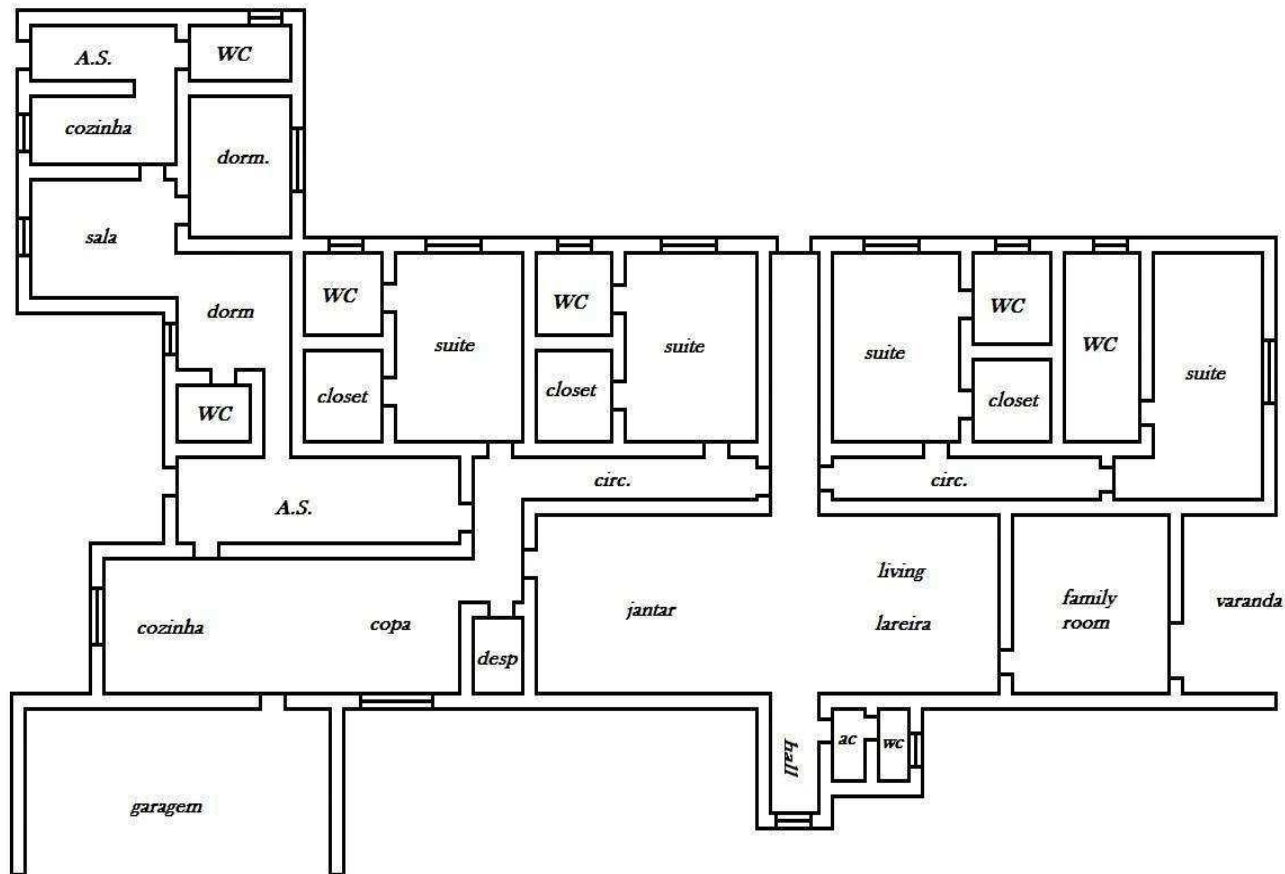 A.S.
WC
cozinha
dorm.
sala
dorm
WC
suite
closet
WC
suite
closet
suite
WC
closet
WC
suite
WC
A.S.
circ.
circ.
cozinha
copa
desp
jantar
living
lareira
family
room
varanda
garagem
hall
ac
wc